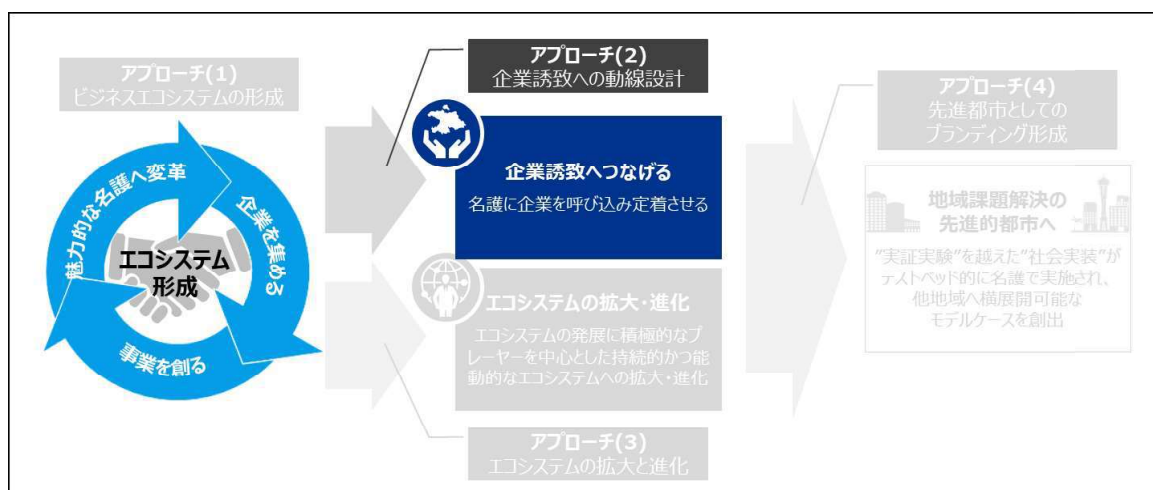 アプローチ(1)
ビジネスエコシステムの形成
魅力的な名護へ変革
企業を集める
事業を創る
エコシステム
形成
アプローチ(2)
企業誘致への動線設計
企業誘致へつなげる
名護に企業を呼び込み定着させる
エコシステムの拡大・進化
エコシステムの発展に積極的なプ
レーヤーを中心とした持続的かつ能
動的なエコシステムへの拡大・進化
アプローチ(3)
エコシステムの拡大と進化
アプローチ(4)
先進都市としての
ブランディング形成
地域課題解決の
先進的都市へ
"実証実験"を越えた"社会実装"が
テストベッド的に名護で実施され、
他地域へ横展開可能な
モデルケースを創出